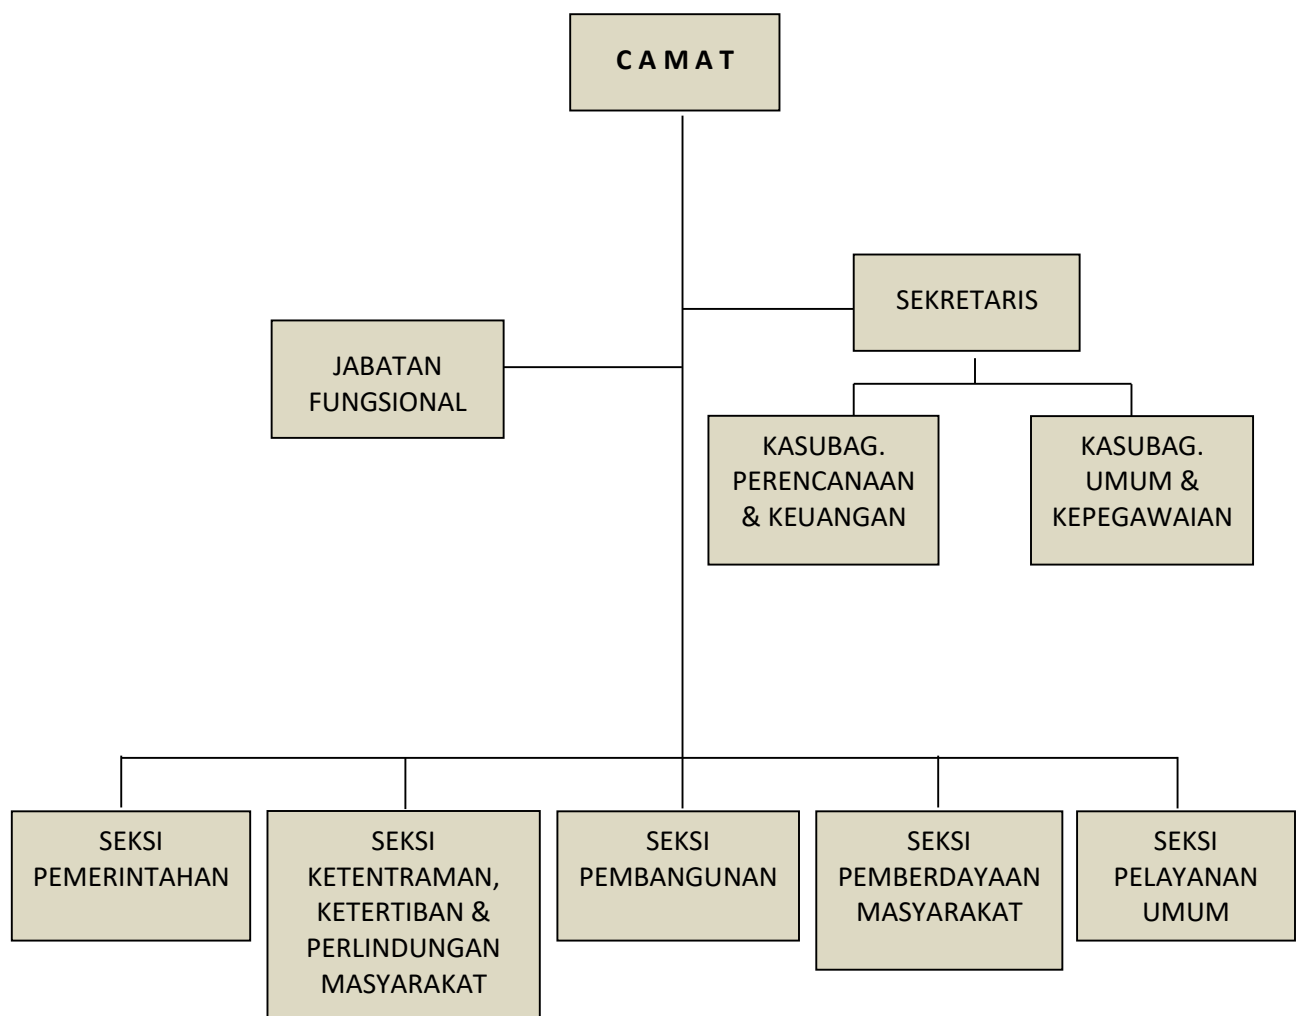 C A M A T
SEKRETARIS
JABATAN
FUNGSIONAL
KASUBAG.
PERENCANAAN
& KEUANGAN
KASUBAG.
UMUM &
KEPEGAWAIAN
SEKSI
PEMERINTAHAN
SEKSI
KETENTRAMAN,
KETERTIBAN &
PERLINDUNGAN
MASYARAKAT
SEKSI
PEMBANGUNAN
SEKSI
PEMBERDAYAAN
MASYARAKAT
SEKSI
PELAYANAN
UMUM